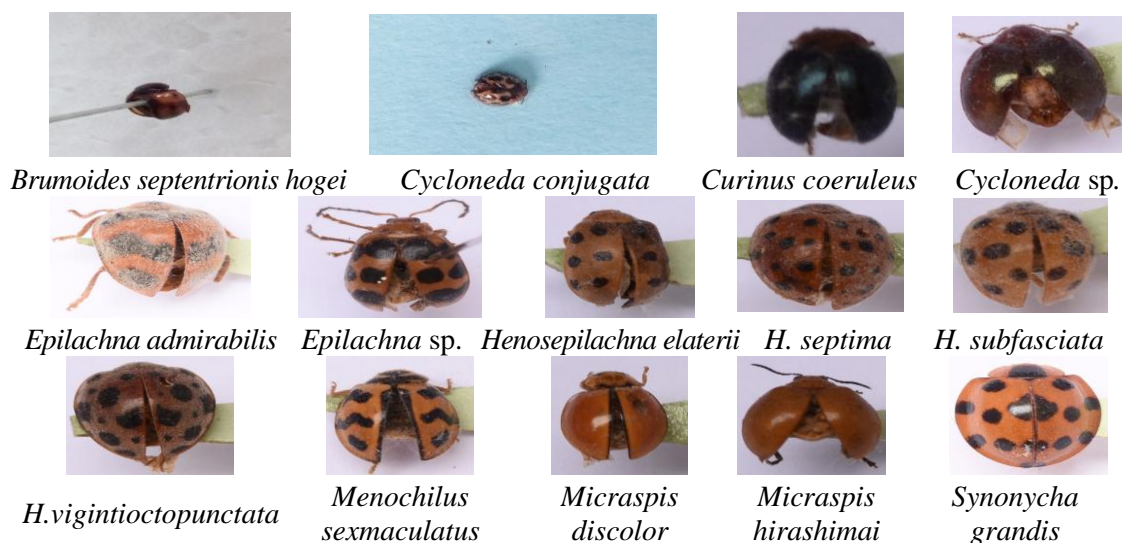 Brumoides septentrionis hogei Cycloneda conjugata Curinus coeruleus Cycloneda sp.
Epilachna admirabilis Epilachna sp. Henosepilachna elaterii H. septima H. subfasciata
H.vigintioctopunctata Menochilus sexmaculatus Micraspis discolor Micraspis hirashimai Synonycha grandis